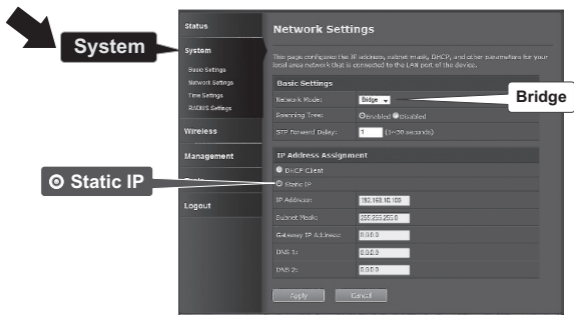 Status
System
System
Basic Settings
Network Settings
Time Settings
RADIUS Settings
Wireless
Management
Logout
Static IP
Network Settings
This page configures the IP address, subnet mask, DHCP, and other parameters for your
local area network that is connected to the LAN port of the device.
Basic Settings
Network Mode: Bridge
Bridge
Spanning Tree: Enabled Disabled
STP Forward Delay: 1 (1~30 seconds)
IP Address Assignment
DHCP Client
Static IP
IP Address: 192.168.10.100
Subnet Mask: 255.255.255.0
Gateway IP Address: 0.0.0.0
DNS 1: 0.0.0.0
DNS 2: 0.0.0.0
Apply Cancel